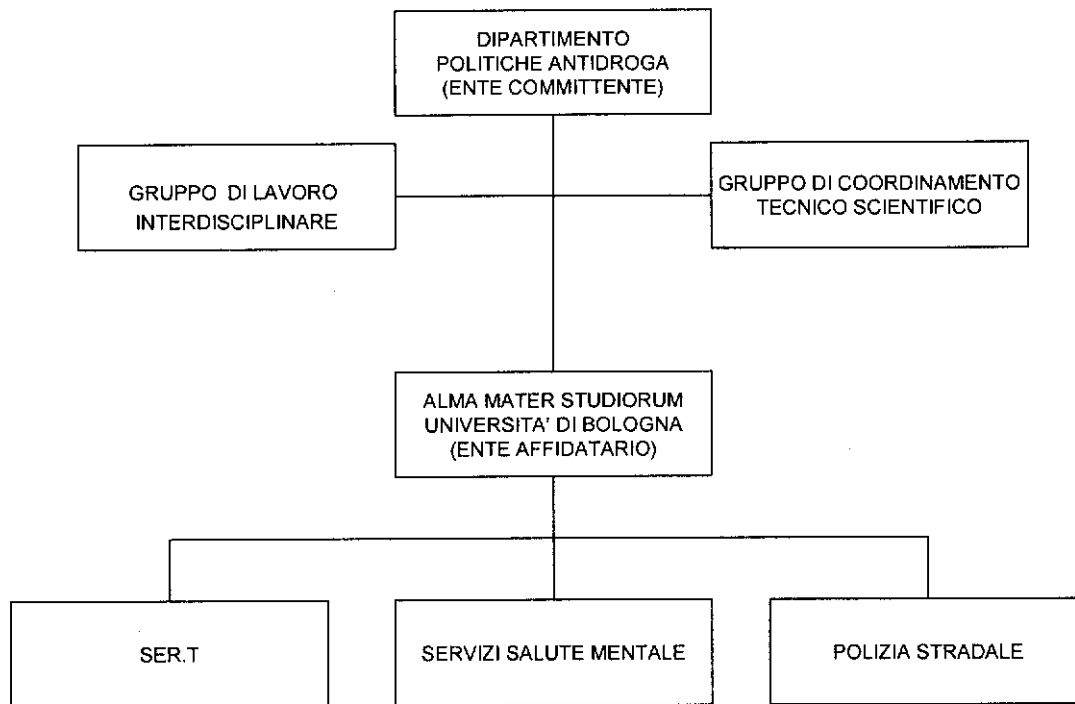 DIPARTIMENTO
POLITICHE ANTIDROGA
(ENTE COMMITTENTE)
GRUPPO DI LAVORO
INTERDISCIPLINARE
GRUPPO DI COORDINAMENTO
TECNICO SCIENTIFICO
ALMA MATER STUDIORUM
UNIVERSITA' DI BOLOGNA
(ENTE AFFIDATARIO)
SER.T
SERVIZI SALUTE MENTALE
POLIZIA STRADALE